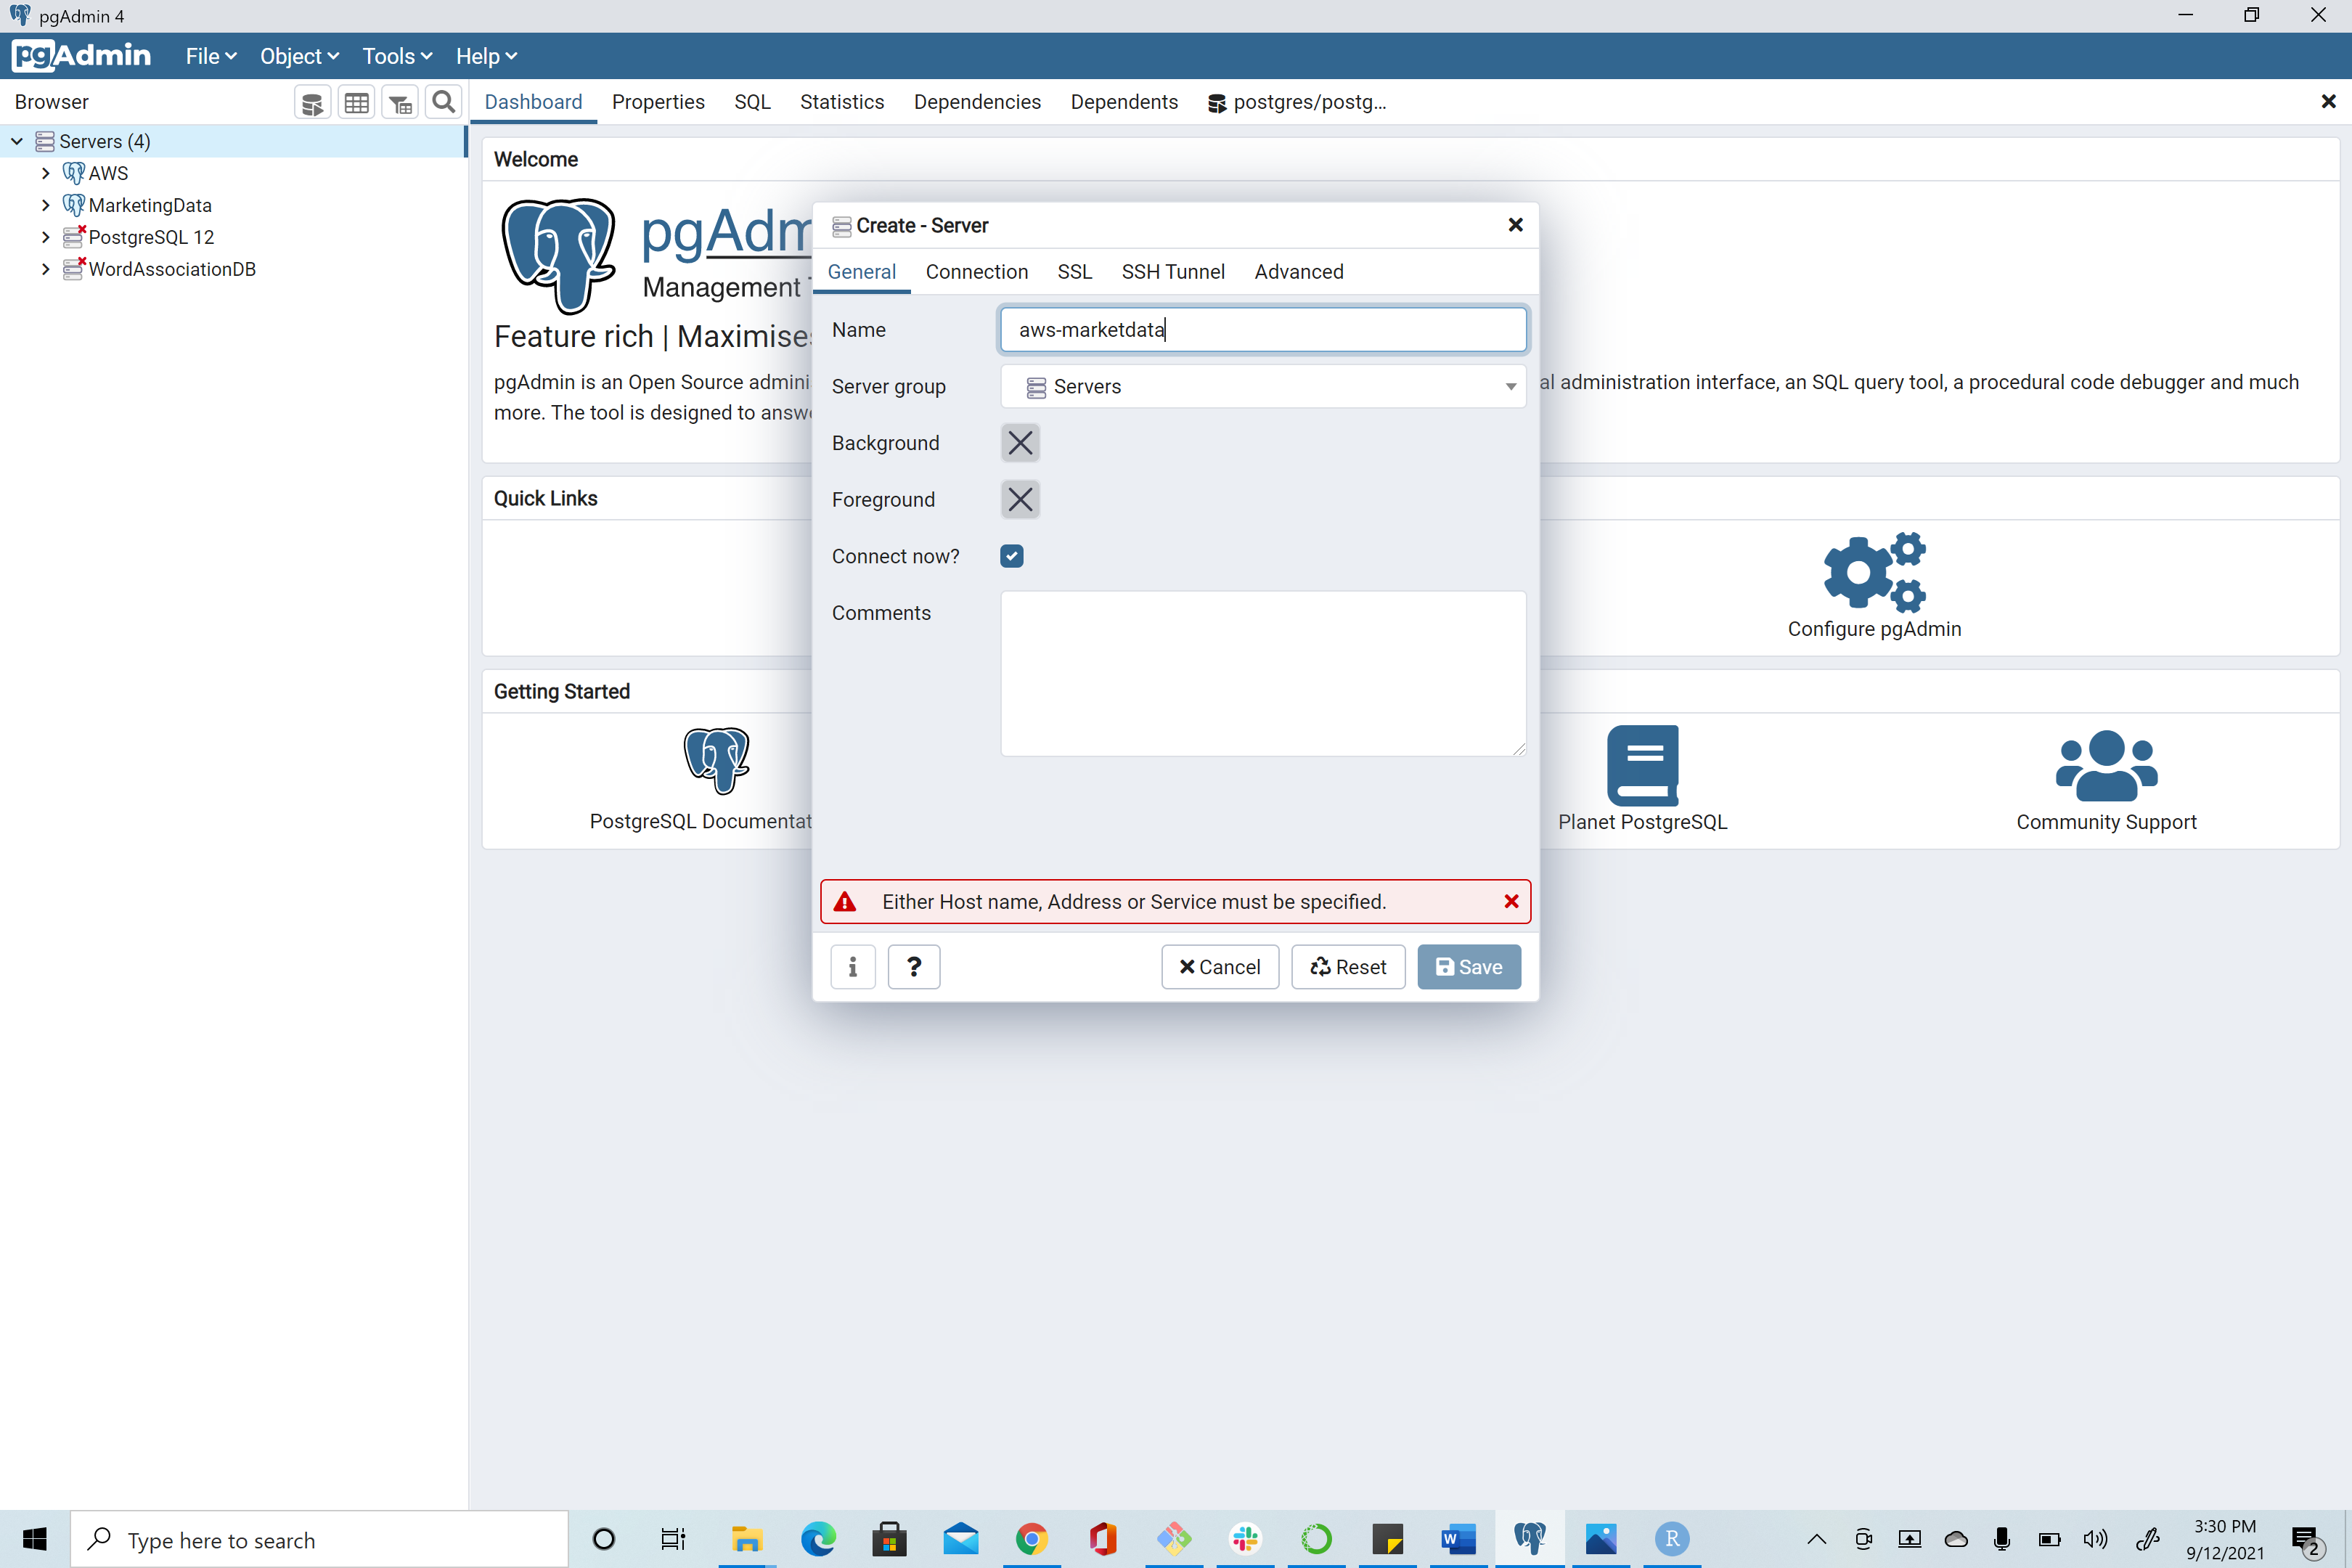 pgAdmin 4
pgAdmin File Object Tools Help
Browser
Dashboard Properties SQL Statistics Dependencies Dependents postgres/postg...
Servers (4)
AWS
MarketingData
PostgreSQL 12
WordAssociationDB
Welcome
pgAdm
Management
Feature rich | Maximises
pgAdmin is an Open Source admini
al administration interface, an SQL query tool, a procedural code debugger and much
more. The tool is designed to answ
Quick Links
Configure pgAdmin
Getting Started
PostgreSQL Documentat
Planet PostgreSQL
Community Support
Create - Server
General Connection SSL SSH Tunnel Advanced
Name aws-marketdata
Server group Servers
Background
Foreground
Connect now?
Comments
Either Host name, Address or Service must be specified.
i ? Cancel Reset Save
Type here to search
W
R
3:30 PM
9/12/2021
2